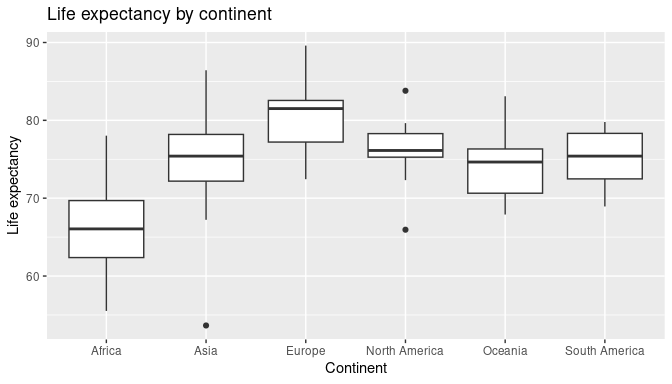 Life expectancy by continent
90
80
70
60
Life expectancy
Africa Asia Europe North America Oceania South America
Continent